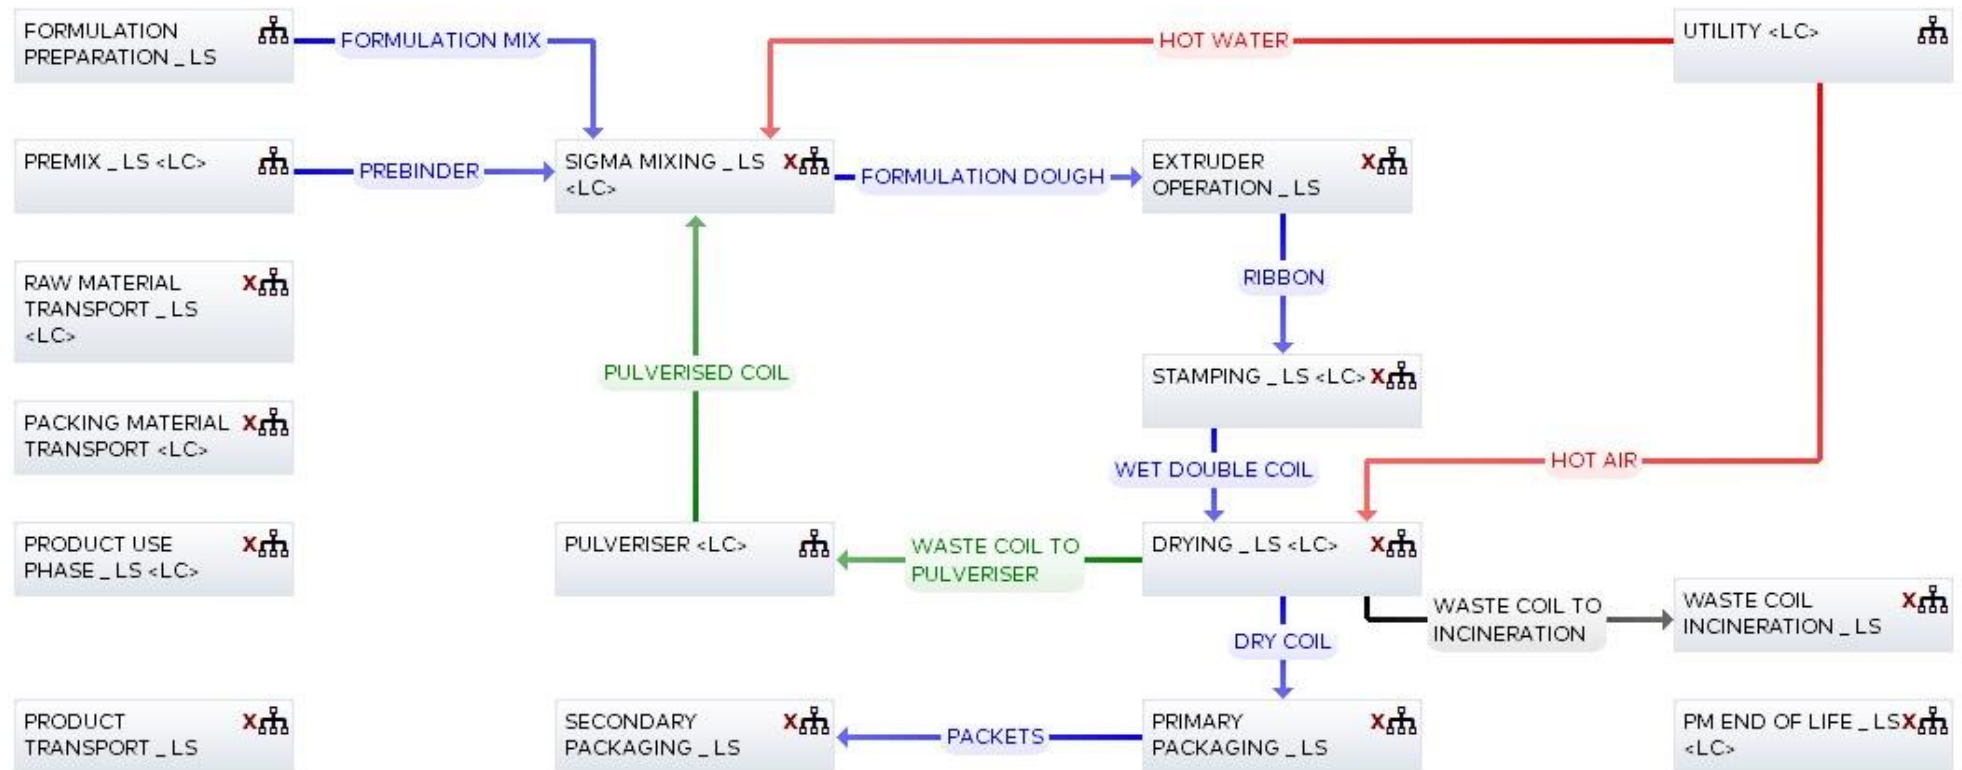 FORMULATION
PREPARATION _ LS
FORMULATION MIX
HOT WATER
UTILITY <LC>
PREMIX _ LS <LC>
PREBINDER
SIGMA MIXING _ LS
<LC>
X
FORMULATION DOUGH
EXTRUDER
OPERATION _ LS
X
RAW MATERIAL
TRANSPORT _ LS
<LC>
X
RIBBON
PULVERISED COIL
STAMPING _ LS <LC> X
PACKING MATERIAL
TRANSPORT <LC>
X
WET DOUBLE COIL
HOT AIR
PRODUCT USE
PHASE _ LS <LC>
X
PULVERISER <LC>
WASTE COIL TO
PULVERISER
DRYING _ LS <LC>
X
WASTE COIL TO
INCINERATION
WASTE COIL
INCINERATION _ LS
X
DRY COIL
PRODUCT
TRANSPORT _ LS
X
SECONDARY
PACKAGING _ LS
X
PACKETS
PRIMARY
PACKAGING _ LS
X
PM END OF LIFE _ LS X
<LC>